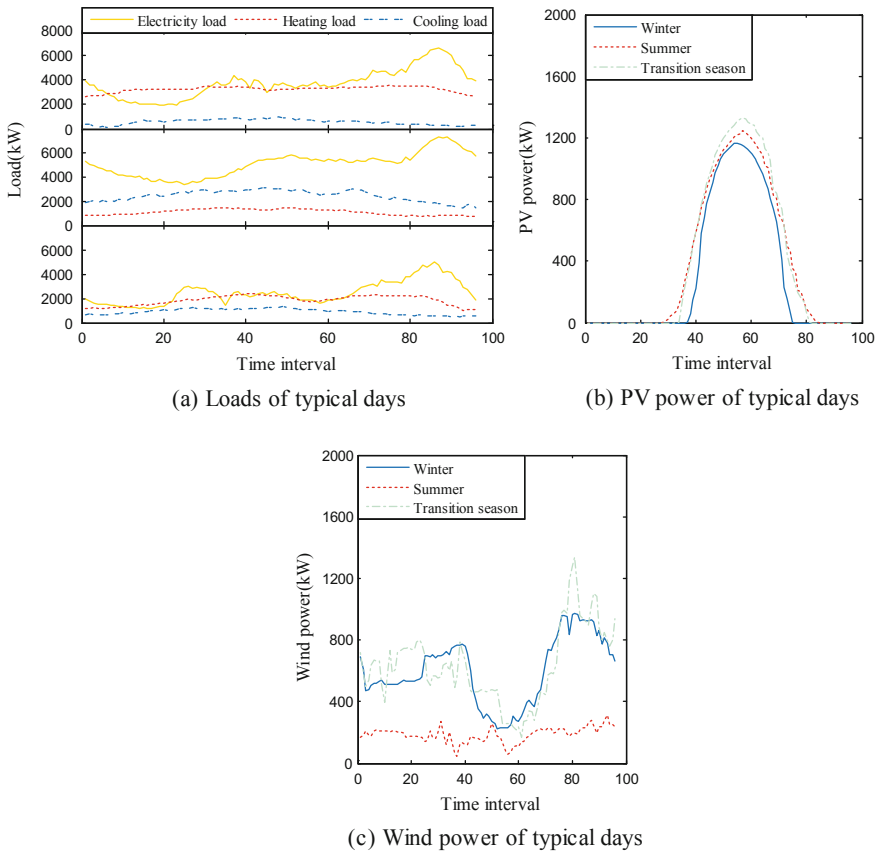 Electricity load
Heating load
Cooling load
8000
6000
4000
2000
0
6000
4000
2000
0
6000
4000
2000
0
Load(kW)
0 20 40 60 80 100
Time interval
(a) Loads of typical days
2000
1600
1200
800
400
0
PV power(kW)
Winter
Summer
Transition season
0 20 40 60 80 100
Time interval
(b) PV power of typical days
2000
1600
1200
800
400
0
Wind power(kW)
Winter
Summer
Transition season
0 20 40 60 80 100
Time interval
(c) Wind power of typical days